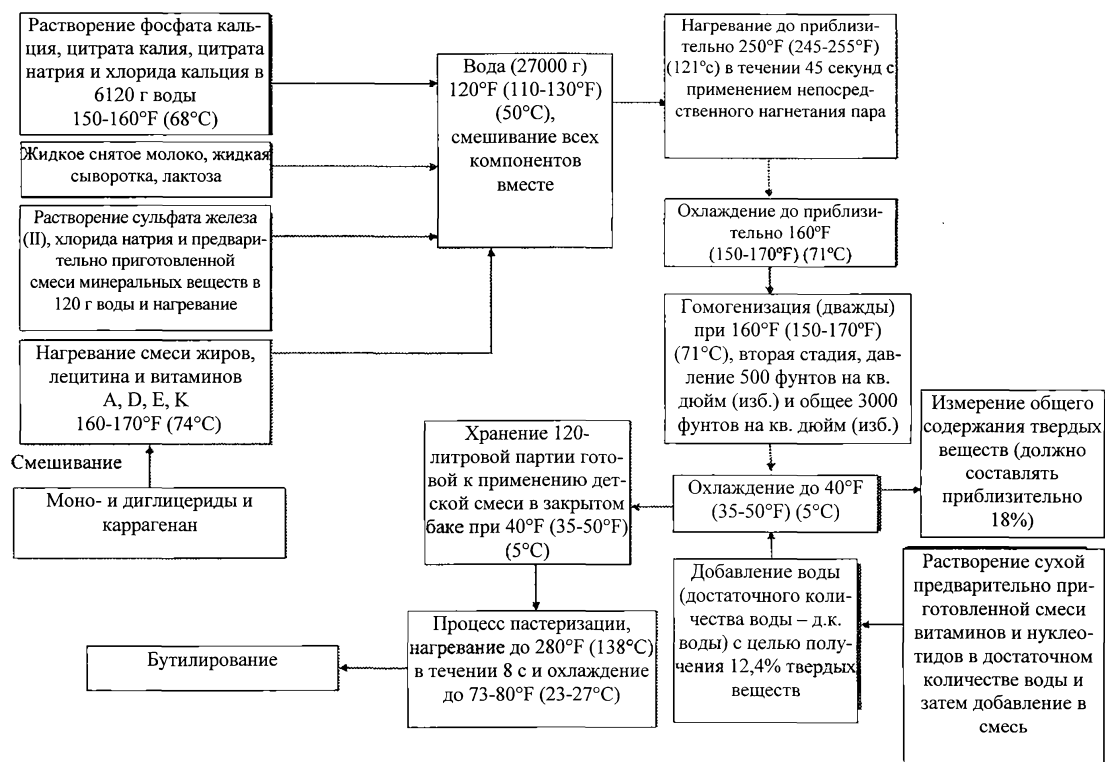 Растворение фосфата каль-
ция, цитрата калия, цитрата
натрия и хлорида кальция в
6120 г воды
150-160°F (68°C)
Жидкое снятое молоко, жидкая
сыворотка, лактоза
Растворение сульфата железа
(II), хлорида натрия и предвари-
тельно приготовленной
смеси минеральных веществ в
120 г воды и нагревание
Нагревание смеси жиров,
лецитина и витаминов
A, D, E, K
160-170°F (74°C)
Смешивание
Моно- и диглицериды и
каррагенан
Вода (27000 г)
120°F (110-130°F)
(50°C),
смешивание всех
компонентов
вместе
Нагревание до приблизи-
тельно 250°F (245-255°F)
(121°c) в течении 45 секунд с
применением непосред-
ственного нагнетания пара
Охлаждение до приблизи-
тельно 160°F
(150-170°F) (71°C)
Гомогенизация (дважды)
при 160°F (150-170°F)
(71°C), вторая стадия, дав-
ление 500 фунтов на кв.
дюйм (изб.) и общее 3000
фунтов на кв. дюйм (изб.)
Охлаждение до 40°F
(35-50°F) (5°C)
Измерение общего
содержания твердых
веществ (должно
составлять
приблизительно
18%)
Хранение 120-
литровой партии гото-
вой к применению дет-
ской смеси в закрытом
баке при 40°F (35-50°F)
(5°C)
Добавление воды
(достаточного коли-
чества воды – д.к.
воды) с целью полу-
чения 12,4% твердых
веществ
Растворение сухой
предварительно при-
готовленной смеси
витаминов и нуклео-
тидов в достаточном
количестве воды и
затем добавление в
смесь
Процесс пастеризации,
нагревание до 280°F (138°C)
в течении 8 с и охлаждение
до 73-80°F (23-27°C)
Бутилирование